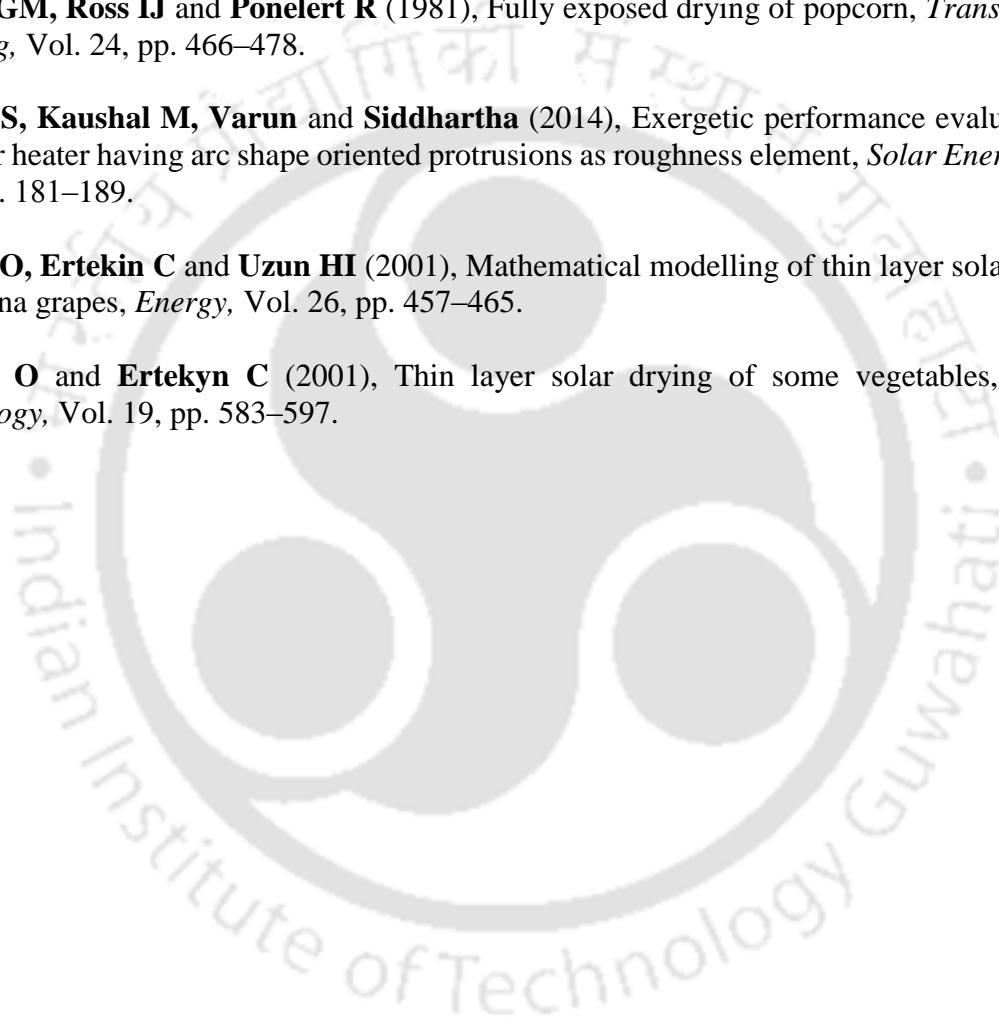 GM, Ross IJ and Ponelert R (1981), Fully exposed drying of popcorn, Trans
g, Vol. 24, pp. 466–478.
S, Kaushal M, Varun and Siddhartha (2014), Exergetic performance evalu
r heater having arc shape oriented protrusions as roughness element, Solar Ener
. 181–189.
O, Ertekin C and Uzun HI (2001), Mathematical modelling of thin layer sola
na grapes, Energy, Vol. 26, pp. 457–465.
O and Ertekyn C (2001), Thin layer solar drying of some vegetables,
ogy, Vol. 19, pp. 583–597.
Indian Institute of Technology Guwahati